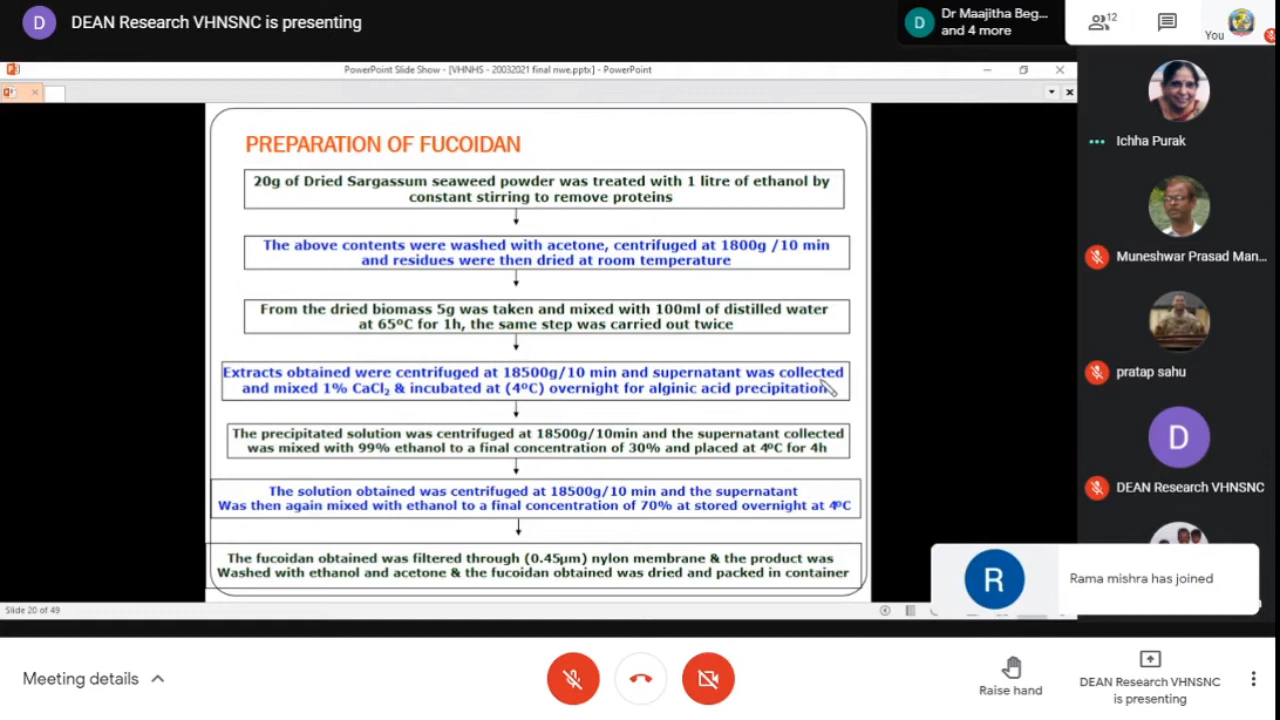 D
DEAN Research VHNSNC is presenting
D
Dr Maajitha Beg...
and 4 more
12
You
PowerPoint Slide Show - [VHNHS - 20032021 final nwe.pptx] - PowerPoint
PREPARATION OF FUCOIDAN
20g of Dried Sargassum seaweed powder was treated with 1 litre of ethanol by
constant stirring to remove proteins
The above contents were washed with acetone, centrifuged at 1800g /10 min
and residues were then dried at room temperature
From the dried biomass 5g was taken and mixed with 100ml of distilled water
at 65ºC for 1h, the same step was carried out twice
Extracts obtained were centrifuged at 18500g/10 min and supernatant was collected
and mixed 1% CaCl₂ & incubated at (4ºC) overnight for alginic acid precipitation
The precipitated solution was centrifuged at 18500g/10min and the supernatant collected
was mixed with 99% ethanol to a final concentration of 30% and placed at 4ºC for 4h
The solution obtained was centrifuged at 18500g/10 min and the supernatant
Was then again mixed with ethanol to a final concentration of 70% at stored overnight at 4ºC
The fucoidan obtained was filtered through (0.45µm) nylon membrane & the product was
Washed with ethanol and acetone & the fucoidan obtained was dried and packed in container
Slide 20 of 49
Ichha Purak
Muneshwar Prasad Man...
pratap sahu
D
DEAN Research VHNSNC
R
Rama mishra has joined
Meeting details
Raise hand
DEAN Research VHNSNC
is presenting